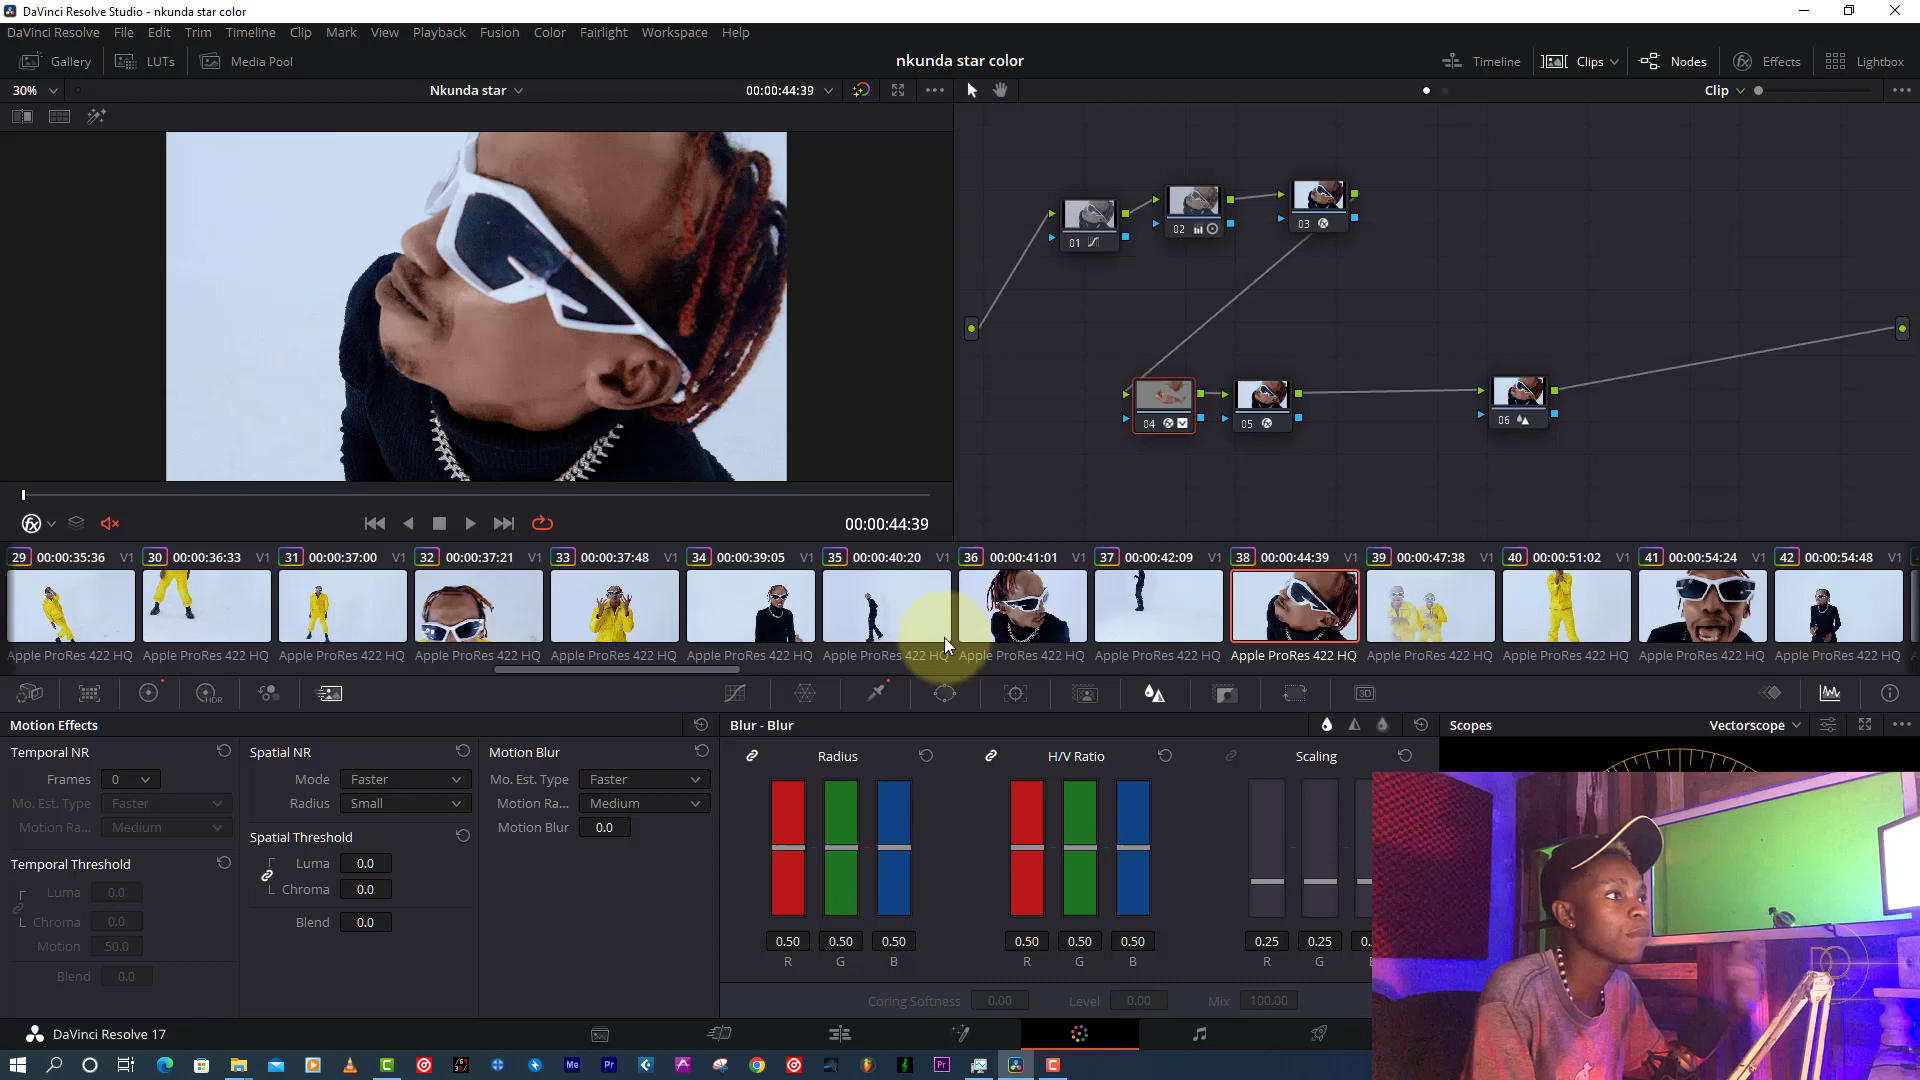 DaVinci Resolve Studio - nkunda star color
DaVinci Resolve File Edit Trim Timeline Clip Mark View Playback Fusion Color Fairlight Workspace Help
Gallery LUTs Media Pool nkunda star color Timeline Clips Nodes Effects Lightbox
30% Nkunda star 00:00:44:39 Clip
01 02 03
04 05 06
00:00:44:39
29 00:00:35:36 V1 30 00:00:36:33 V1 31 00:00:37:00 V1 32 00:00:37:21 V1 33 00:00:37:48 V1 34 00:00:39:05 V1 35 00:00:40:20 V1 36 00:00:41:01 V1 37 00:00:42:09 V1 38 00:00:44:39 V1 39 00:00:47:38 V1 40 00:00:51:02 V1 41 00:00:54:24 V1 42 00:00:54:48 V1
Apple ProRes 422 HQ Apple ProRes 422 HQ Apple ProRes 422 HQ Apple ProRes 422 HQ Apple ProRes 422 HQ Apple ProRes 422 HQ Apple ProRes 422 HQ Apple ProRes 422 HQ Apple ProRes 422 HQ Apple ProRes 422 HQ Apple ProRes 422 HQ Apple ProRes 422 HQ Apple ProRes 422 HQ Apple ProRes 422 HQ
HDR 3D
Motion Effects Blur - Blur Scopes Vectorscope
Temporal NR Spatial NR Motion Blur Radius H/V Ratio Scaling
Frames 0 Mode Faster Mo. Est. Type Faster
Mo. Est. Type Faster Radius Small Motion Ra... Medium
Motion Ra... Medium Motion Blur 0.0
Spatial Threshold
Temporal Threshold Luma 0.0
Luma 0.0 Chroma 0.0
Chroma 0.0 Blend 0.0
Motion 50.0 0.50 0.50 0.50 0.50 0.50 0.50 0.25 0.25 0.
R G B R G B R G
Blend 0.0
Coring Softness 0.00 Level 0.00 Mix 100.00
DaVinci Resolve 17
Me Pr Pr